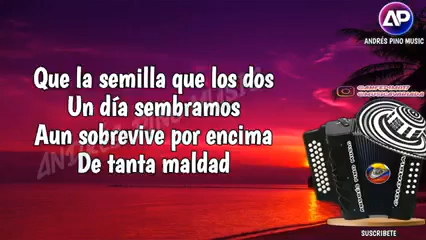 AP
ANDRÉS PINO MUSIC
Que la semilla que los dos
Un día sembramos
Aun sobrevive por encima
De tanta maldad
SUSCRIBETE